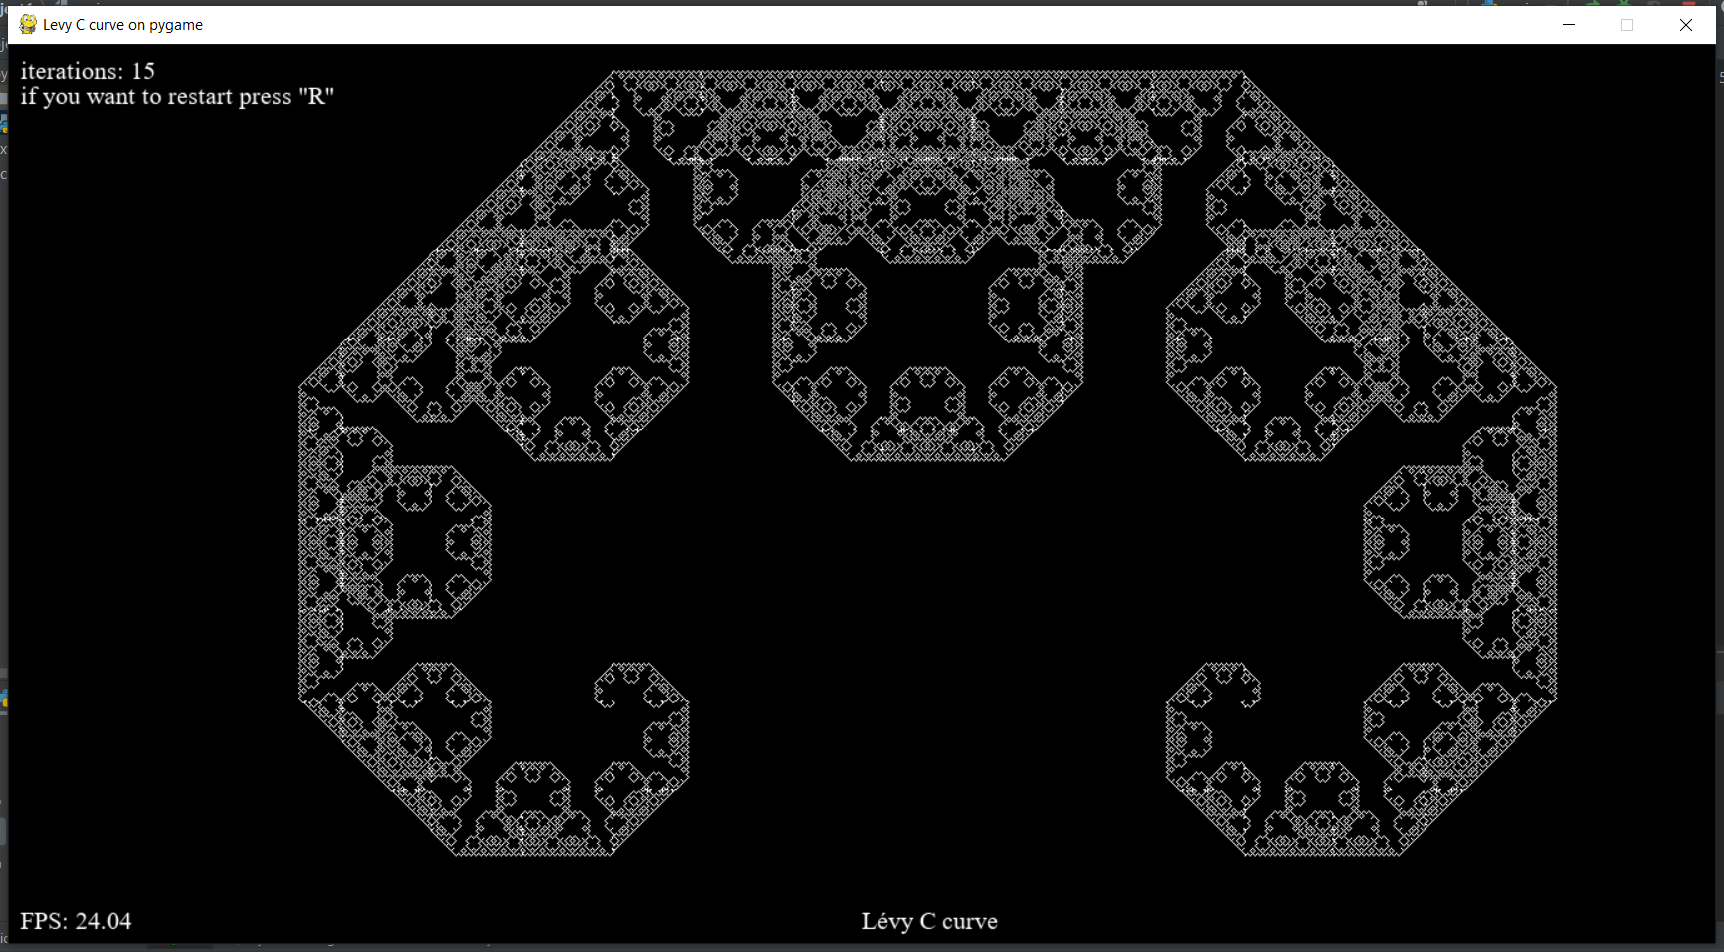 Levy C curve on pygame
iterations: 15
if you want to restart press "R"
FPS: 24.04
Lévy C curve